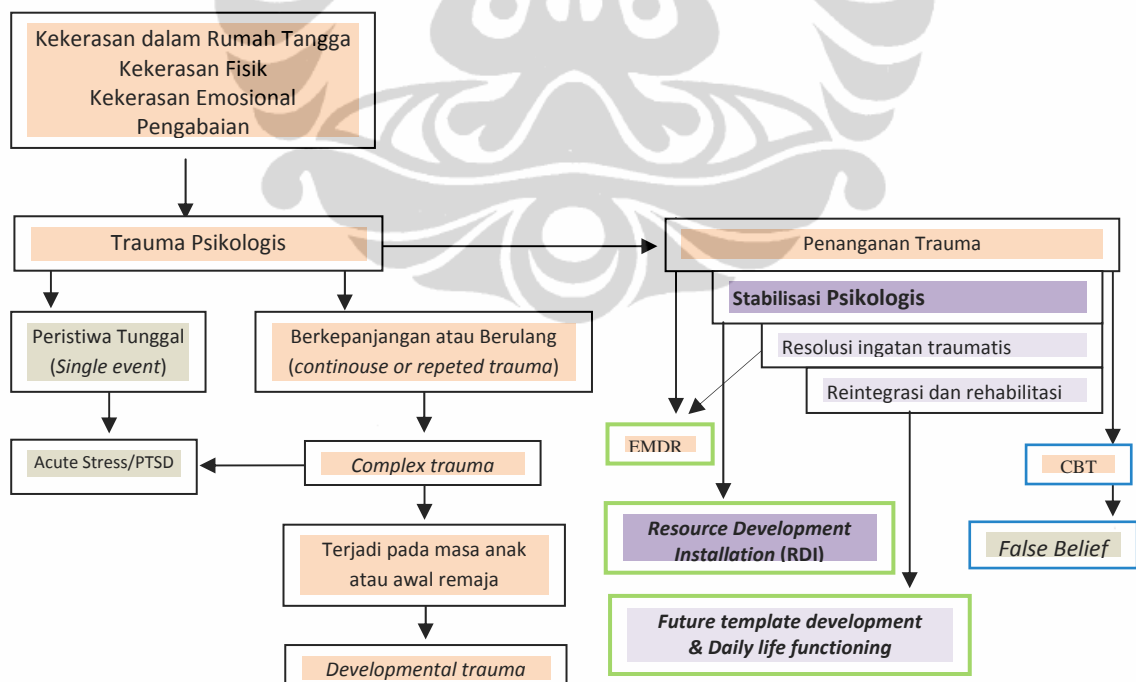 Kekerasan dalam Rumah Tangga
Kekerasan Fisik
Kekerasan Emosional
Pengabaian
Trauma Psikologis
Penanganan Trauma
Stabilisasi Psikologis
Peristiwa Tunggal
(Single event)
Berkepanjangan atau Berulang
(continouse or repeted trauma)
Resolusi ingatan traumatis
Reintegrasi dan rehabilitasi
EMDR
Acute Stress/PTSD
Complex trauma
CBT
Resource Development
Installation (RDI)
False Belief
Terjadi pada masa anak
atau awal remaja
Future template development
& Daily life functioning
Developmental trauma